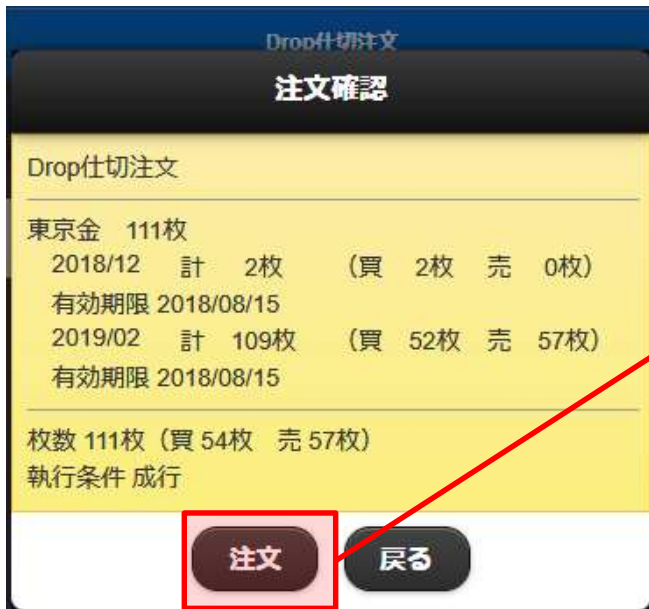 Drop仕切注文
注文確認
Drop仕切注文
東京金 111枚
2018/12 計 2枚 (買 2枚 売 0枚)
有効期限 2018/08/15
2019/02 計 109枚 (買 52枚 売 57枚)
有効期限 2018/08/15
枚数 111枚 (買 54枚 売 57枚)
執行条件 成行
注文 戻る